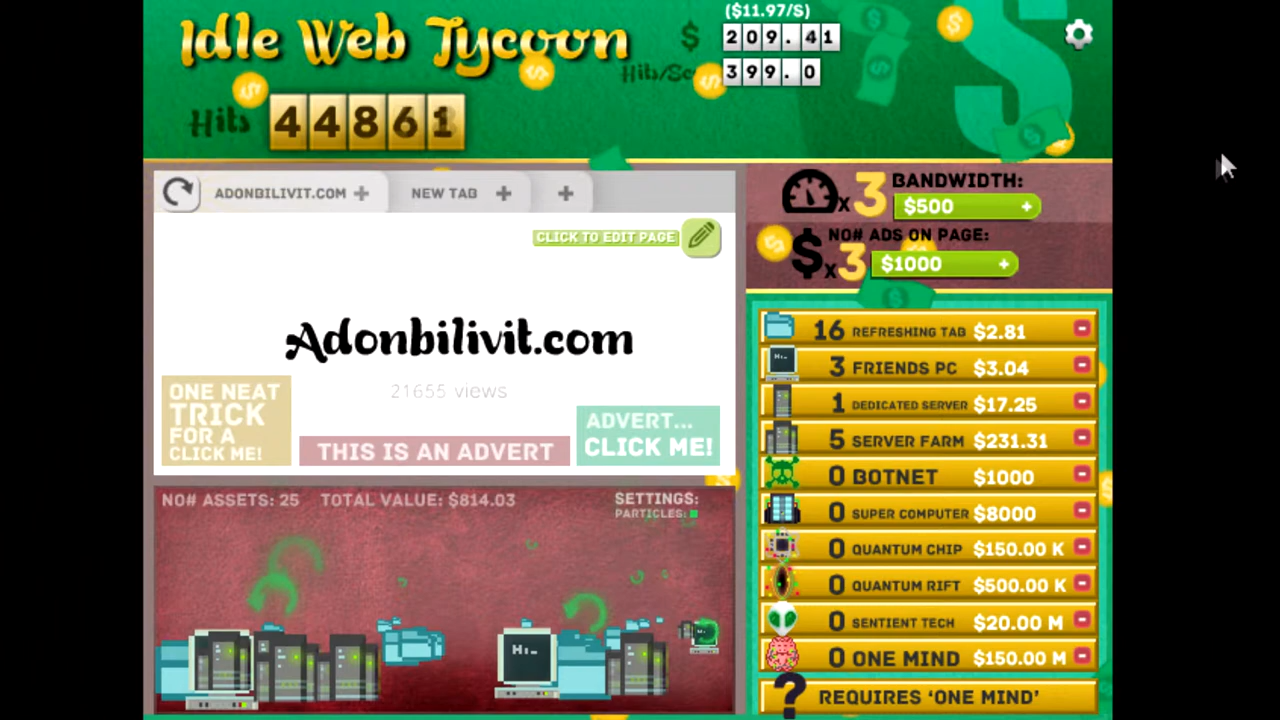 Idle Web Tycoon
($11.97/S)
$ 209.41
Hits/Sec 399.0
Hits 44861
ADONBILIVIT.COM +
NEW TAB +
+
CLICK TO EDIT PAGE
Adonbilivit.com
21655 views
ONE NEAT
TRICK
FOR A
CLICK ME!
THIS IS AN ADVERT
ADVERT...
CLICK ME!
NO# ASSETS: 25 TOTAL VALUE: $814.03
SETTINGS:
PARTICLES:
HI_
x3 BANDWIDTH:
$500 +
NO# ADS ON PAGE:
$x3 $1000 +
16 REFRESHING TAB $2.81
3 FRIENDS PC $3.04
1 DEDICATED SERVER $17.25
5 SERVER FARM $231.31
0 BOTNET $1000
0 SUPER COMPUTER $8000
0 QUANTUM CHIP $150.00 K
0 QUANTUM RIFT $500.00 K
0 SENTIENT TECH $20.00 M
0 ONE MIND $150.00 M
? REQUIRES 'ONE MIND'